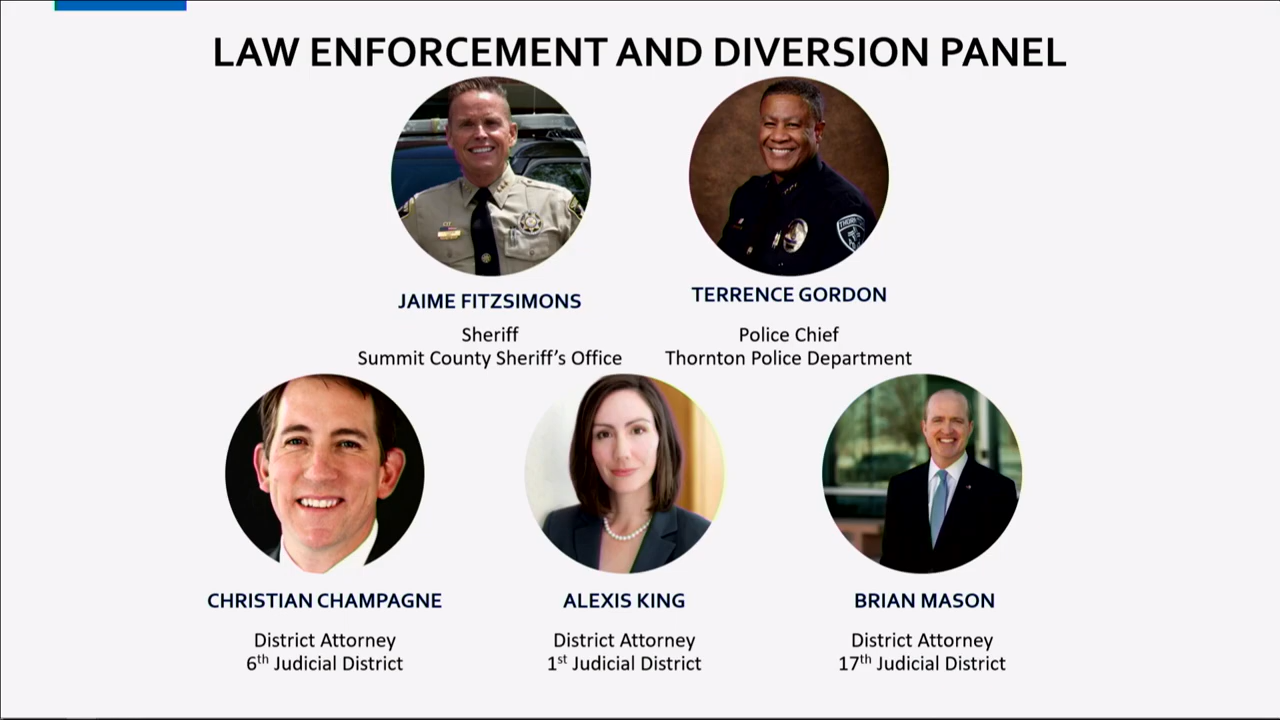 LAW ENFORCEMENT AND DIVERSION PANEL
JAIME FITZSIMONS
Sheriff
Summit County Sheriff’s Office
TERRENCE GORDON
Police Chief
Thornton Police Department
CHRISTIAN CHAMPAGNE
District Attorney
6th Judicial District
ALEXIS KING
District Attorney
1st Judicial District
BRIAN MASON
District Attorney
17th Judicial District